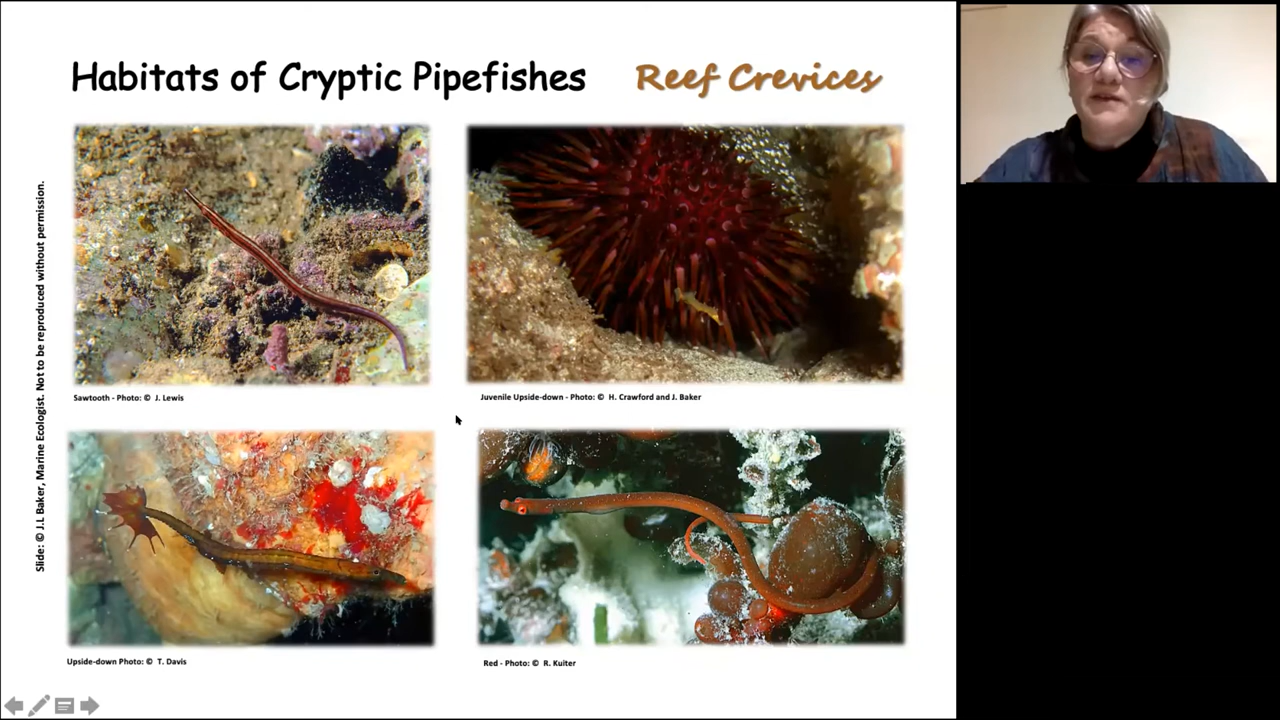 Habitats of Cryptic Pipefishes Reef Crevices
Slide: © J.L Baker, Marine Ecologist. Not to be reproduced without permission.
Sawtooth - Photo: © J. Lewis
Juvenile Upside-down - Photo: © H. Crawford and J. Baker
Upside-down Photo: © T. Davis
Red - Photo: © R. Kuiter